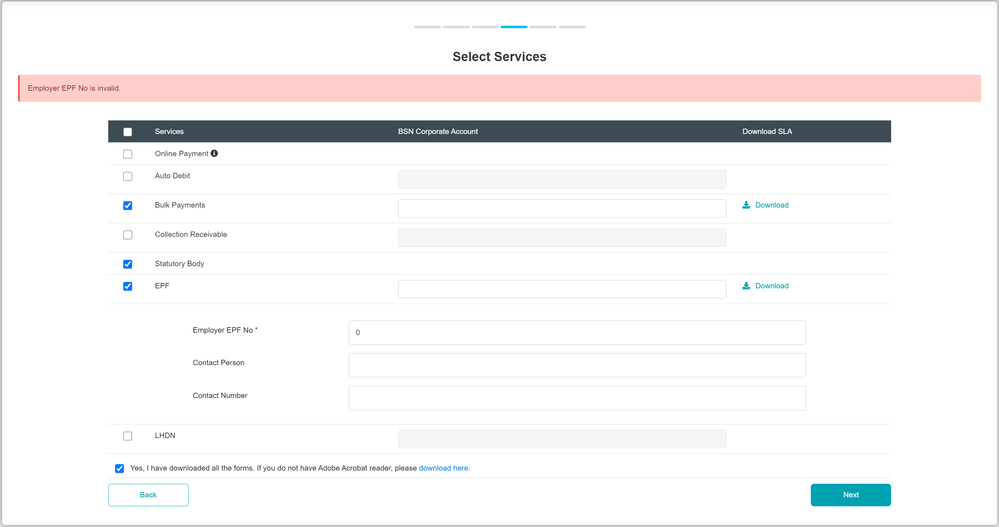 Select Services
Employer EPF No is invalid.
Services BSN Corporate Account Download SLA
Online Payment
Auto Debit
Bulk Payments Download
Collection Receivable
Statutory Body
EPF Download
Employer EPF No * 0
Contact Person
Contact Number
LHDN
Yes, I have downloaded all the forms. If you do not have Adobe Acrobat reader, please download here.
Back Next